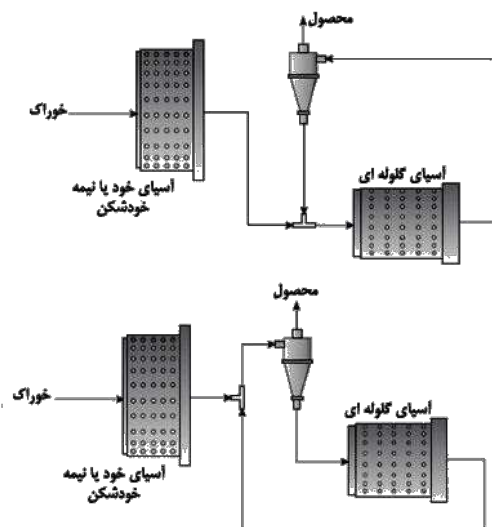 محصول
خوراک
آسیای خود یا نیمه
خودشکن
آسیای گلوله ای
محصول
خوراک
آسیای خود یا نیمه
خودشکن
آسیای گلوله ای